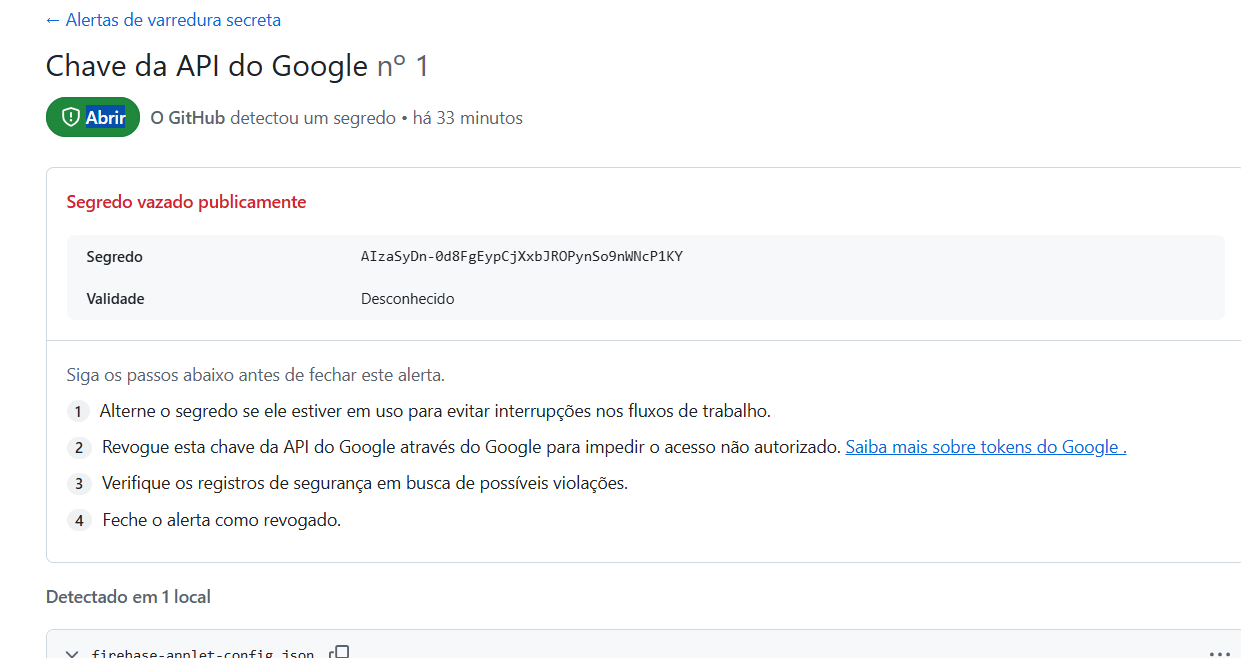 ← Alertas de varredura secreta
Chave da API do Google nº 1
Abrir O GitHub detectou um segredo • há 33 minutos
Segredo vazado publicamente
Segredo AIzaSyDn-0d8FgEypCjXxbJROPynSo9nWNcP1KY
Validade Desconhecido
Siga os passos abaixo antes de fechar este alerta.
1 Alterne o segredo se ele estiver em uso para evitar interrupções nos fluxos de trabalho.
2 Revogue esta chave da API do Google através do Google para impedir o acesso não autorizado. Saiba mais sobre tokens do Google .
3 Verifique os registros de segurança em busca de possíveis violações.
4 Feche o alerta como revogado.
Detectado em 1 local
firebase-applet-config.json